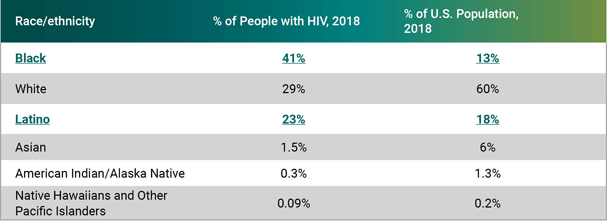 Race/ethnicity % of People with HIV, 2018 % of U.S. Population, 2018
Black 41% 13%
White 29% 60%
Latino 23% 18%
Asian 1.5% 6%
American Indian/Alaska Native 0.3% 1.3%
Native Hawaiians and Other Pacific Islanders 0.09% 0.2%